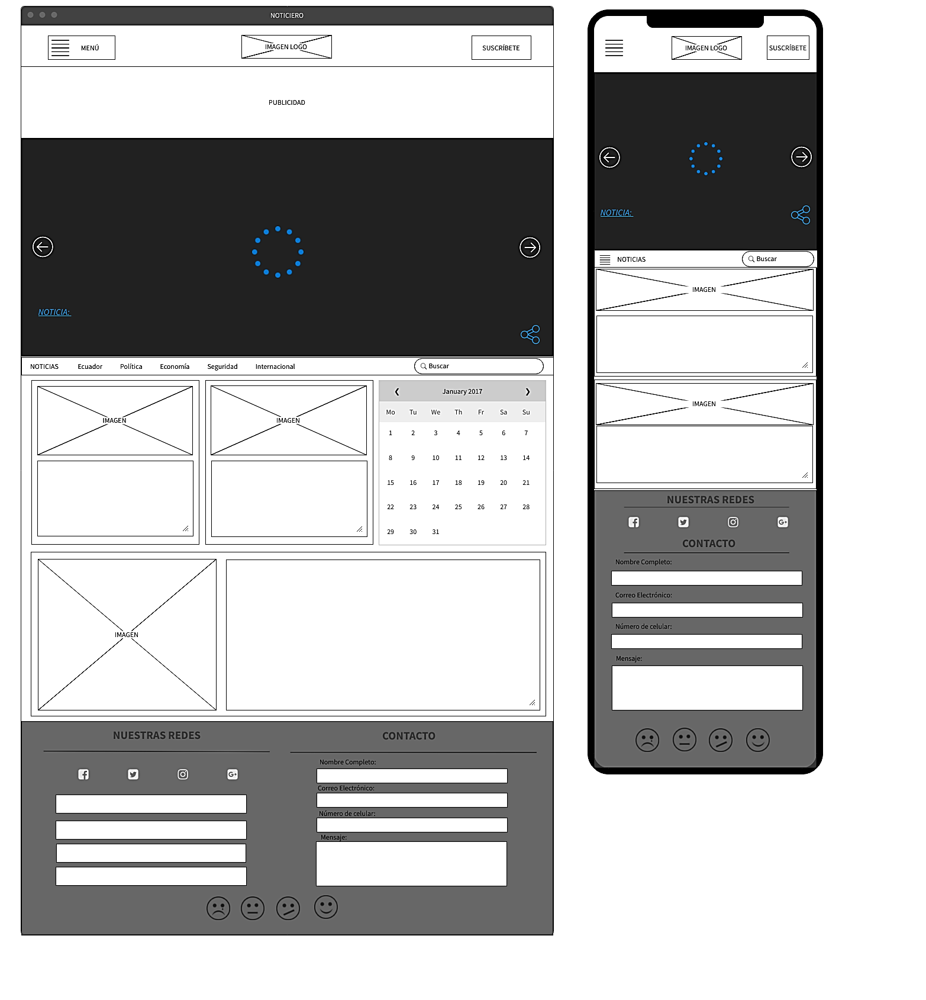 NOTICIERO
MENÚ
IMAGEN LOGO
SUSCRÍBETE
PUBLICIDAD
NOTICIA:
NOTICIAS Ecuador Política Economía Seguridad Internacional Buscar
IMAGEN
IMAGEN
❮ January 2017 ❯
Mo Tu We Th Fr Sa Su
1 2 3 4 5 6 7
8 9 10 11 12 13 14
15 16 17 18 19 20 21
22 23 24 25 26 27 28
29 30 31
IMAGEN
NUESTRAS REDES
CONTACTO
Nombre Completo:
Correo Electrónico:
Número de celular:
Mensaje:
IMAGEN LOGO
SUSCRÍBETE
NOTICIA:
NOTICIAS
Buscar
IMAGEN
IMAGEN
NUESTRAS REDES
CONTACTO
Nombre Completo:
Correo Electrónico:
Número de celular:
Mensaje: